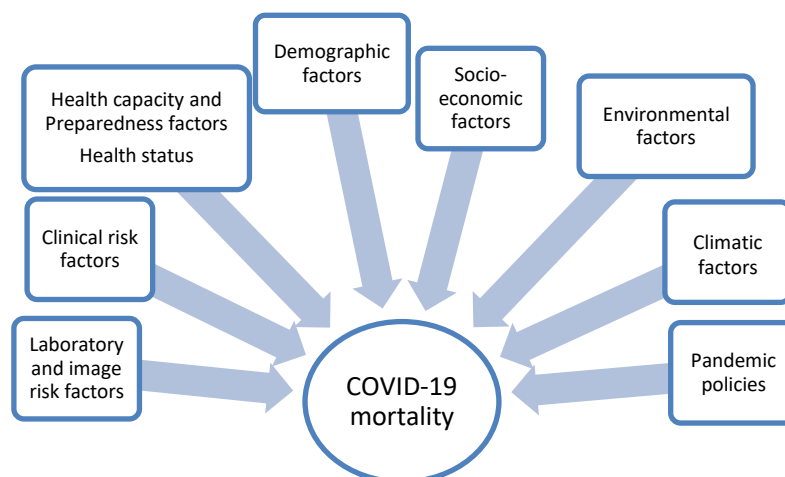 Demographic
factors
Socio-
economic
factors
Health capacity and
Preparedness factors
Health status
Environmental
factors
Clinical risk
factors
Climatic
factors
Laboratory
and image
risk factors
Pandemic
policies
COVID-19
mortality